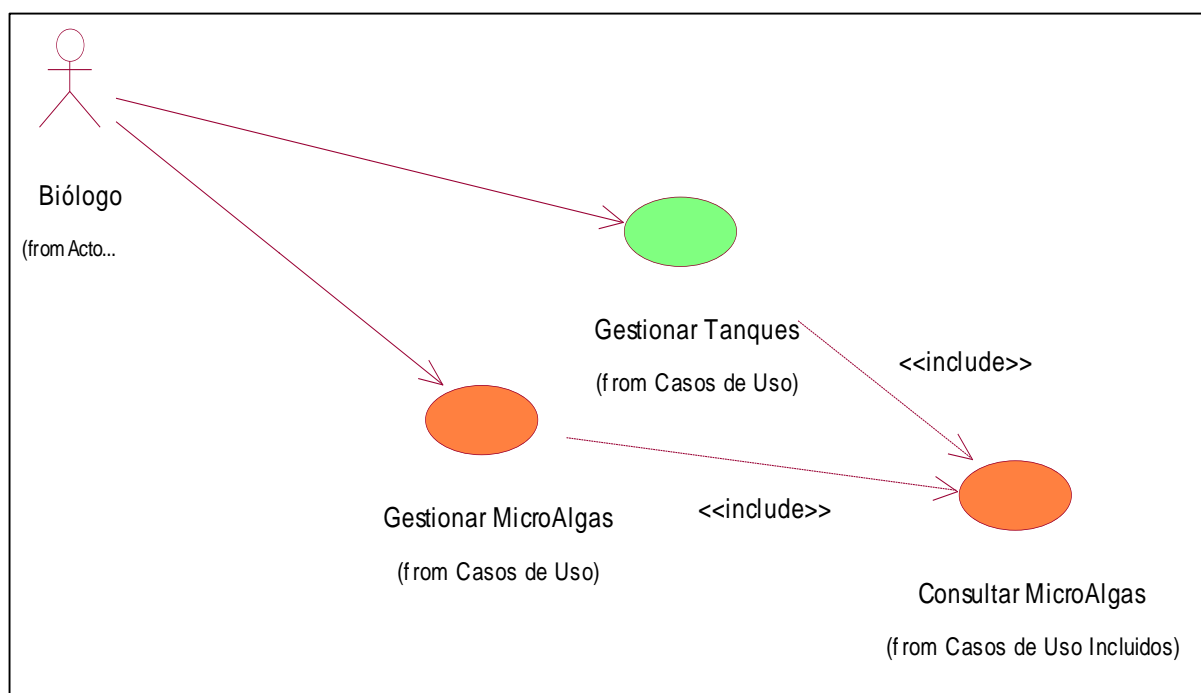 Biólogo
(from Acto...
Gestionar Tanques
(from Casos de Uso)
<<include>>
Gestionar MicroAlgas
(from Casos de Uso)
<<include>>
Consultar MicroAlgas
(from Casos de Uso Incluidos)